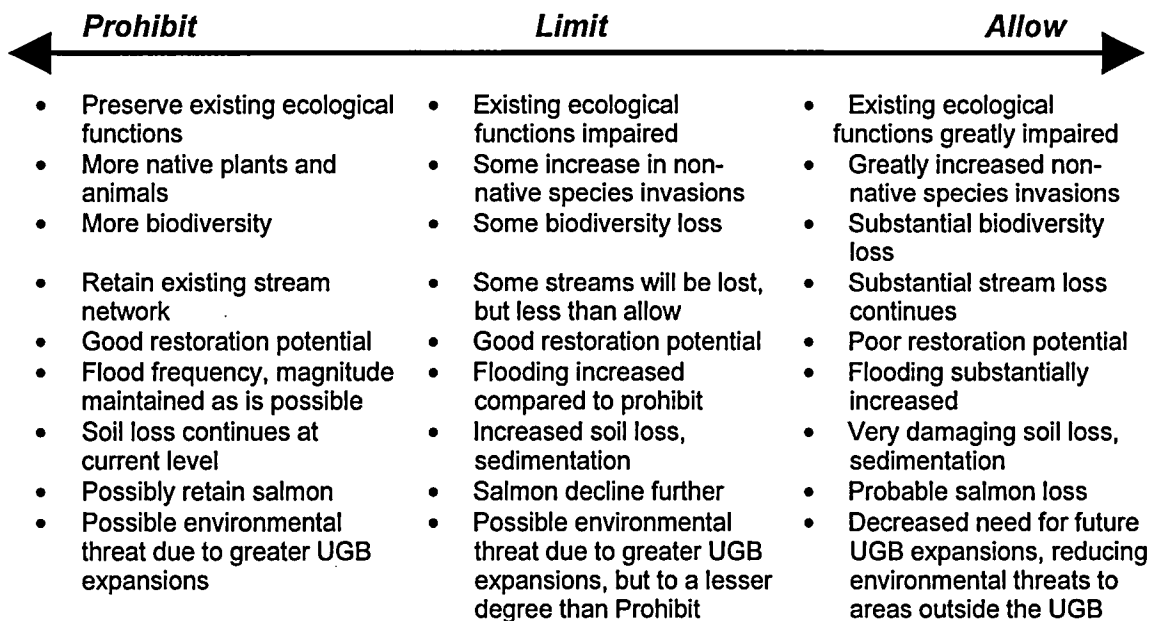 Prohibit Limit Allow
• Preserve existing ecological
functions
• More native plants and
animals
• More biodiversity
• Retain existing stream
network
• Good restoration potential
• Flood frequency, magnitude
maintained as is possible
• Soil loss continues at
current level
• Possibly retain salmon
• Possible environmental
threat due to greater UGB
expansions
• Existing ecological
functions impaired
• Some increase in non-
native species invasions
• Some biodiversity loss
• Some streams will be lost,
but less than allow
• Good restoration potential
• Flooding increased
compared to prohibit
• Increased soil loss,
sedimentation
• Salmon decline further
• Possible environmental
threat due to greater UGB
expansions, but to a lesser
degree than Prohibit
• Existing ecological
functions greatly impaired
• Greatly increased non-
native species invasions
• Substantial biodiversity
loss
• Substantial stream loss
continues
• Poor restoration potential
• Flooding substantially
increased
• Very damaging soil loss,
sedimentation
• Probable salmon loss
• Decreased need for future
UGB expansions, reducing
environmental threats to
areas outside the UGB